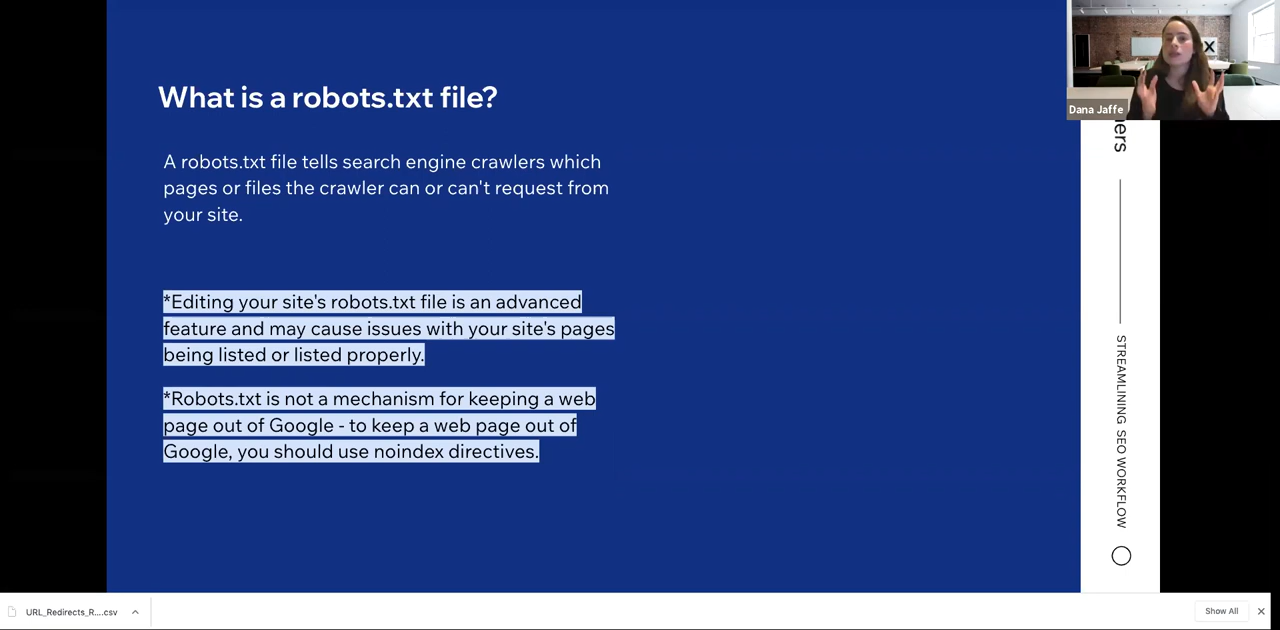 What is a robots.txt file?
A robots.txt file tells search engine crawlers which
pages or files the crawler can or can't request from
your site.
*Editing your site's robots.txt file is an advanced
feature and may cause issues with your site's pages
being listed or listed properly.
*Robots.txt is not a mechanism for keeping a web
page out of Google - to keep a web page out of
Google, you should use noindex directives.
X
Dana Jaffe
STREAMLINING SEO WORKFLOW
URL_Redirects_R....csv
Show All